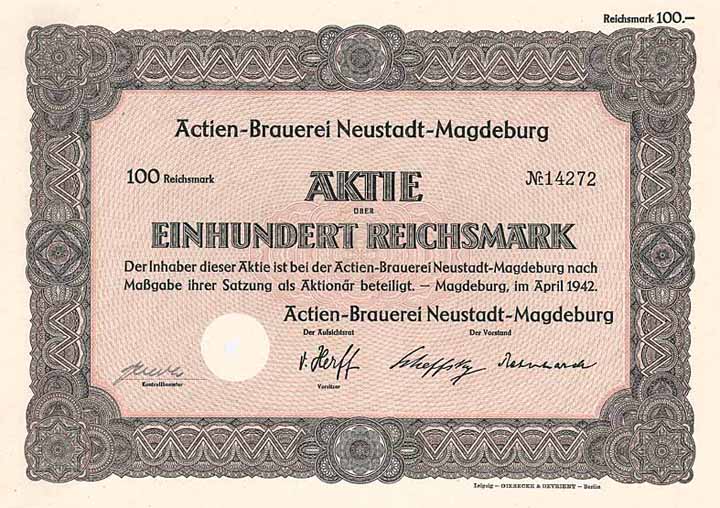 Reichsmark 100.–
Actien-Brauerei Neustadt-Magdeburg
100 Reichsmark
AKTIE
№ 14272
ÜBER
EINHUNDERT REICHSMARK
Der Inhaber dieser Aktie ist bei der Actien-Brauerei Neustadt-Magdeburg nach
Maßgabe ihrer Satzung als Aktionär beteiligt. – Magdeburg, im April 1942.
Actien-Brauerei Neustadt-Magdeburg
Der Aufsichtsrat Der Vorstand
v. Herff
Kontrollbeamter Vorsitzer
Leipzig – GIESECKE & DEVRIENT – Berlin